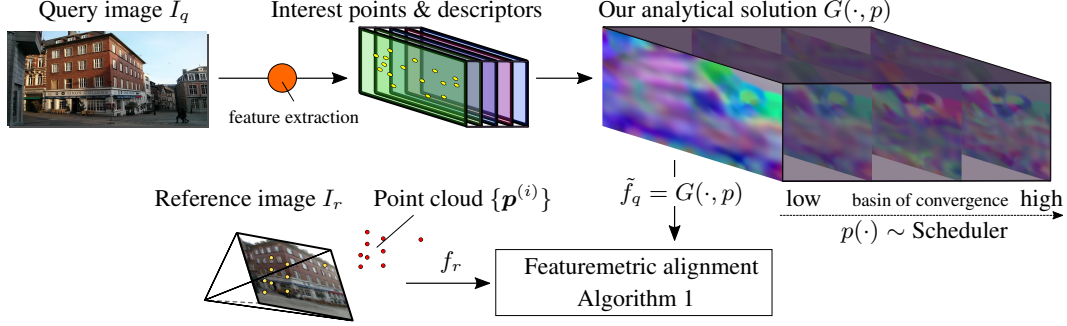 Query image $I_q$
Interest points & descriptors
Our analytical solution $G(\cdot, p)$
feature extraction
$\tilde{f}_q = G(\cdot, p)$
low
basin of convergence
high
$p(\cdot) \sim$ Scheduler
Reference image $I_r$
Point cloud $\{\boldsymbol{p}^{(i)}\}$
$f_r$
Featuremetric alignment
Algorithm 1